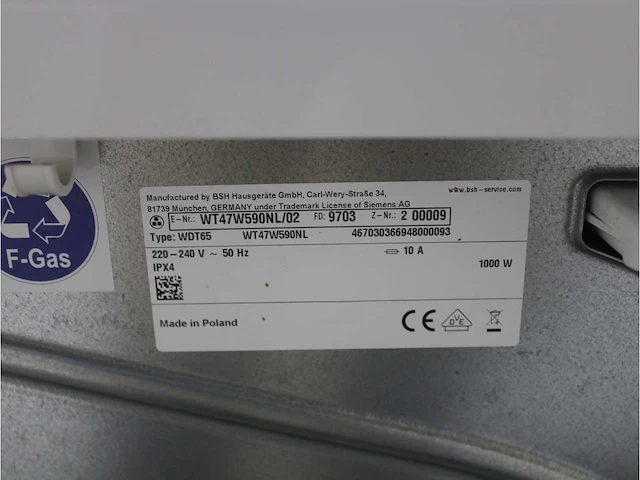 Manufactured by BSH Hausgeräte GmbH, Carl-Wery-Straße 34, www.bsh-service.com
81739 München, GERMANY under Trademark License of Siemens AG
E-Nr.: WT47W590NL/02 FD: 9703 Z-Nr.: 2 00009
Type: WDT65 WT47W590NL 467030366948000093
220-240 V ~ 50 Hz 10 A
IPX4 1000 W
Made in Poland CE DVE
F-Gas